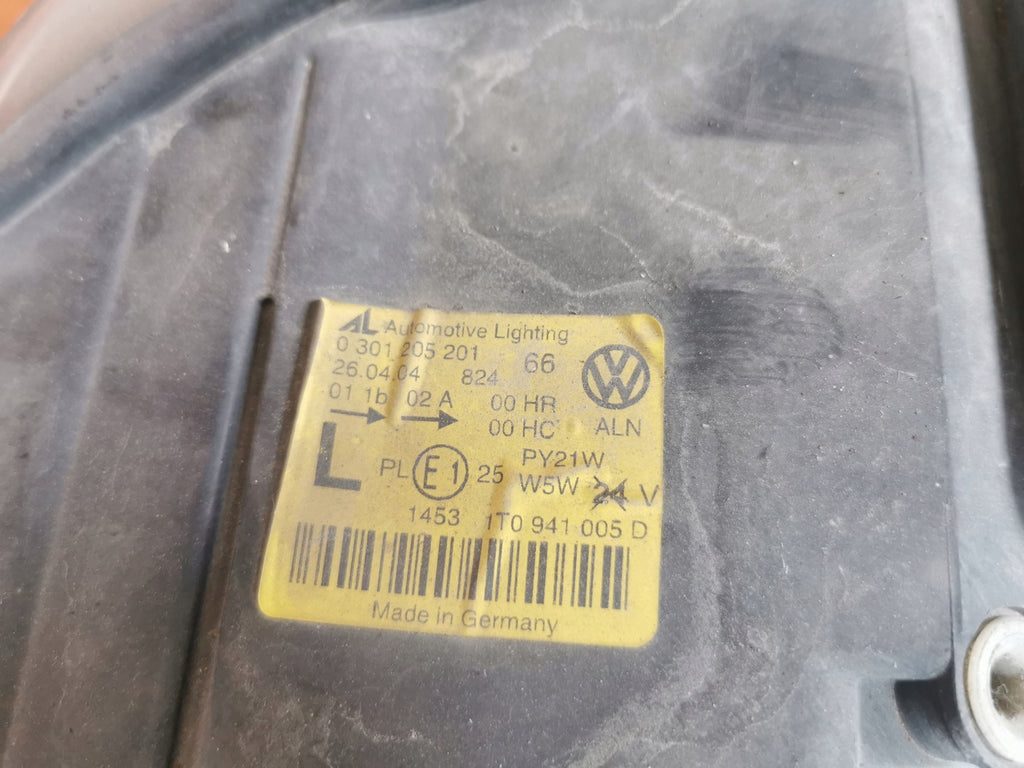 AL Automotive Lighting
0 301 205 201 66
26.04.04 824
01 1b 02 A 00 HR
00 HC ALN
L PL E1 25 PY21W
W5W 24 V
1453 1T0 941 005 D
Made in Germany